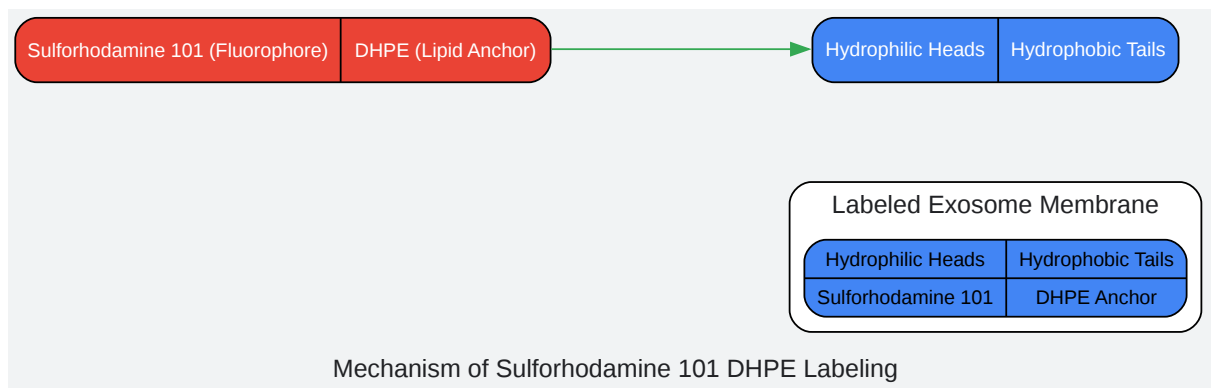 Sulforhodamine 101 (Fluorophore) DHPE (Lipid Anchor) Hydrophilic Heads Hydrophobic Tails
Labeled Exosome Membrane
Hydrophilic Heads Hydrophobic Tails
Sulforhodamine 101 DHPE Anchor
Mechanism of Sulforhodamine 101 DHPE Labeling